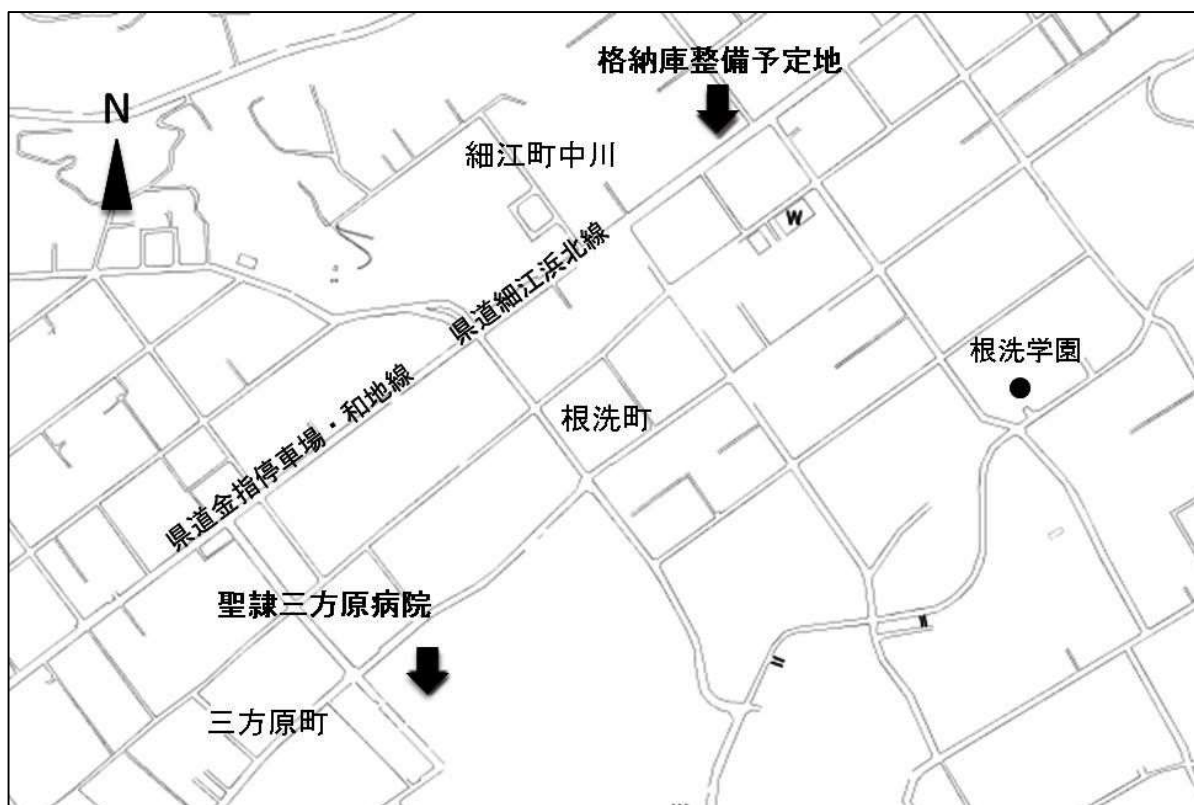 格納庫整備予定地
N
細江町中川
W
県道細江浜北線
根洗学園
県道金指停車場・和地線
根洗町
聖隷三方原病院
三方原町